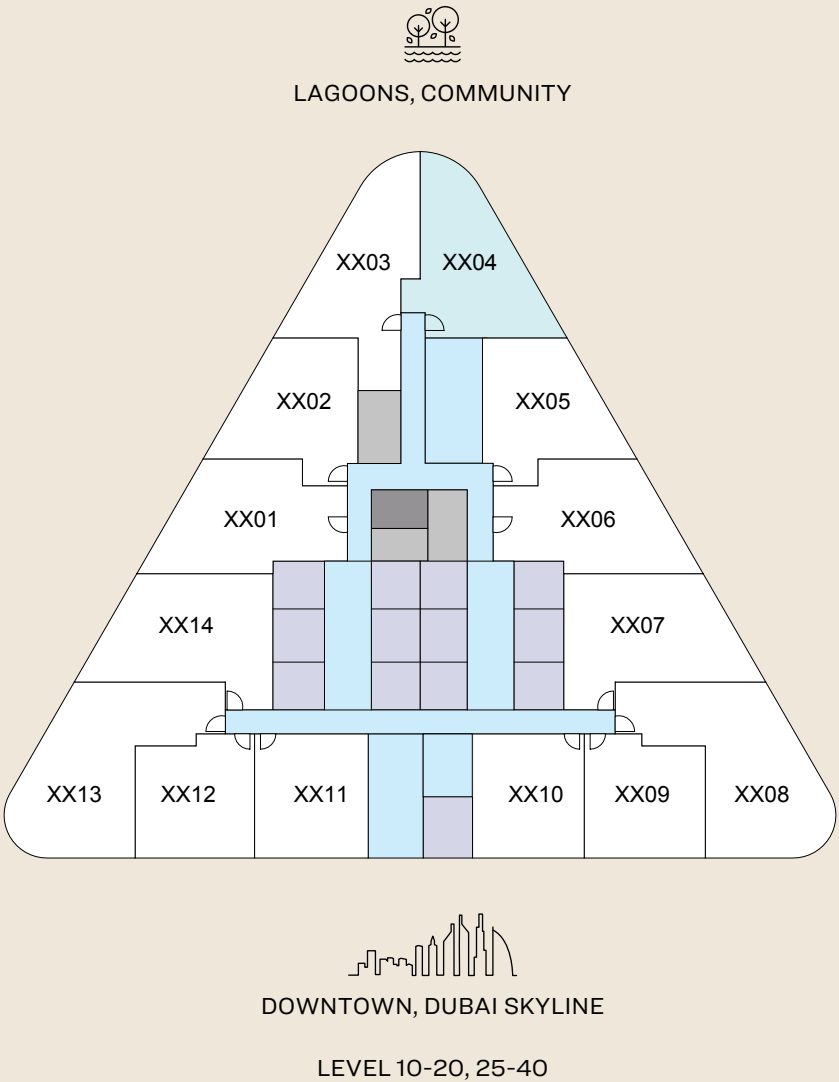 LAGOONS, COMMUNITY
XX03
XX04
XX02
XX05
XX01
XX06
XX14
XX07
XX13
XX12
XX11
XX10
XX09
XX08
DOWNTOWN, DUBAI SKYLINE
LEVEL 10-20, 25-40